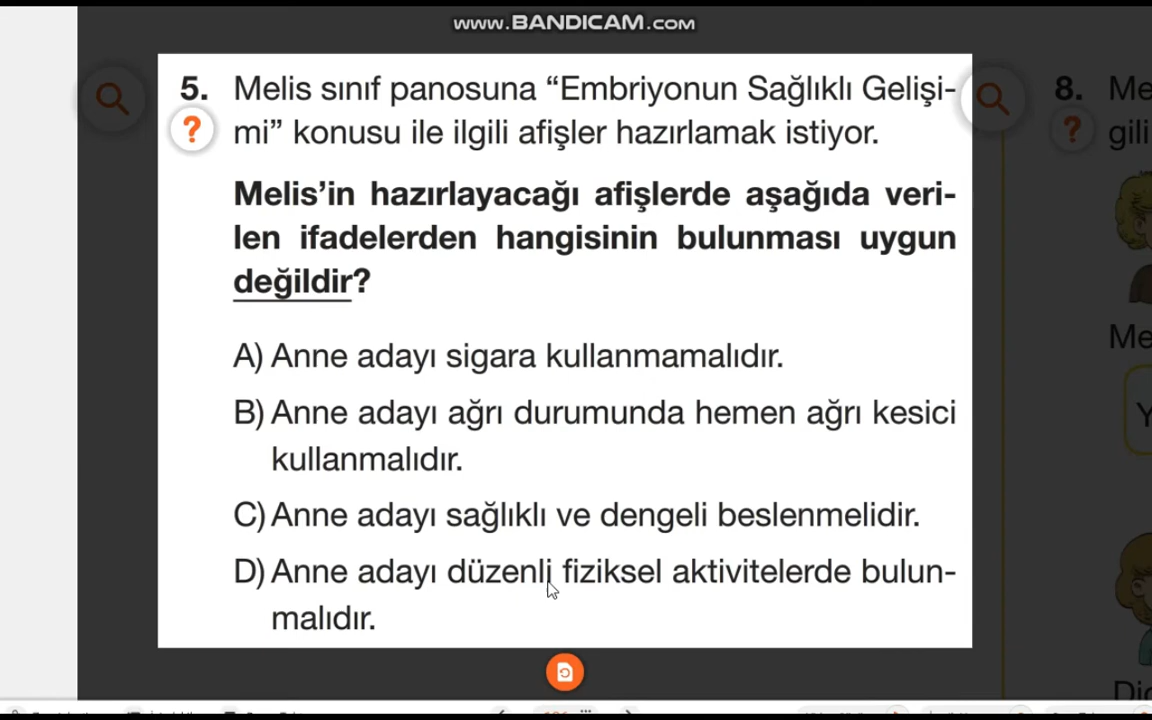 www.BANDICAM.com
5. Melis sınıf panosuna “Embriyonun Sağlıklı Gelişi-
? mi” konusu ile ilgili afişler hazırlamak istiyor.
Melis’in hazırlayacağı afişlerde aşağıda veri-
len ifadelerden hangisinin bulunması uygun
değildir?
A) Anne adayı sigara kullanmamalıdır.
B) Anne adayı ağrı durumunda hemen ağrı kesici
kullanmalıdır.
C) Anne adayı sağlıklı ve dengeli beslenmelidir.
D) Anne adayı düzenli fiziksel aktivitelerde bulun-
malıdır.
8. Me
? gili
Me
Y